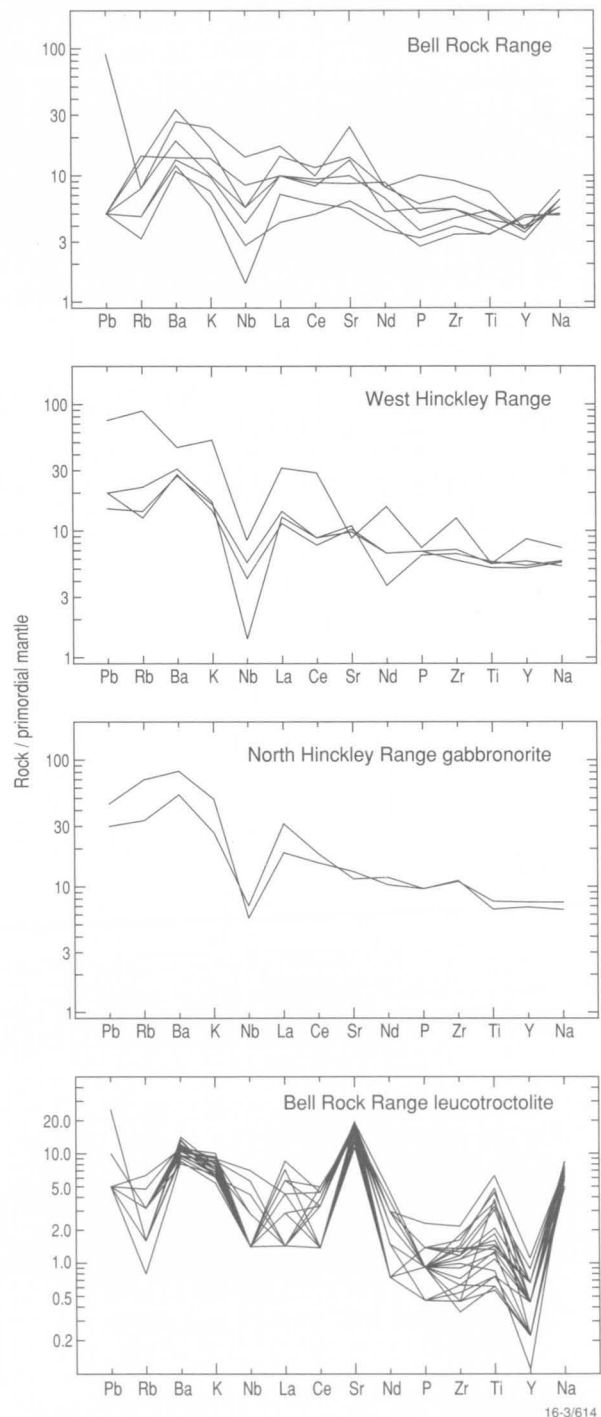 Bell Rock Range
100
30
10
3
1
Pb Rb Ba K Nb La Ce Sr Nd P Zr Ti Y Na
West Hinckley Range
100
30
10
3
1
Pb Rb Ba K Nb La Ce Sr Nd P Zr Ti Y Na
Rock / primordial mantle
North Hinckley Range gabbronorite
100
30
10
3
1
Pb Rb Ba K Nb La Ce Sr Nd P Zr Ti Y Na
Bell Rock Range leucotroctolite
20.0
10.0
5.0
2.0
1.0
0.5
0.2
Pb Rb Ba K Nb La Ce Sr Nd P Zr Ti Y Na
16-3/614